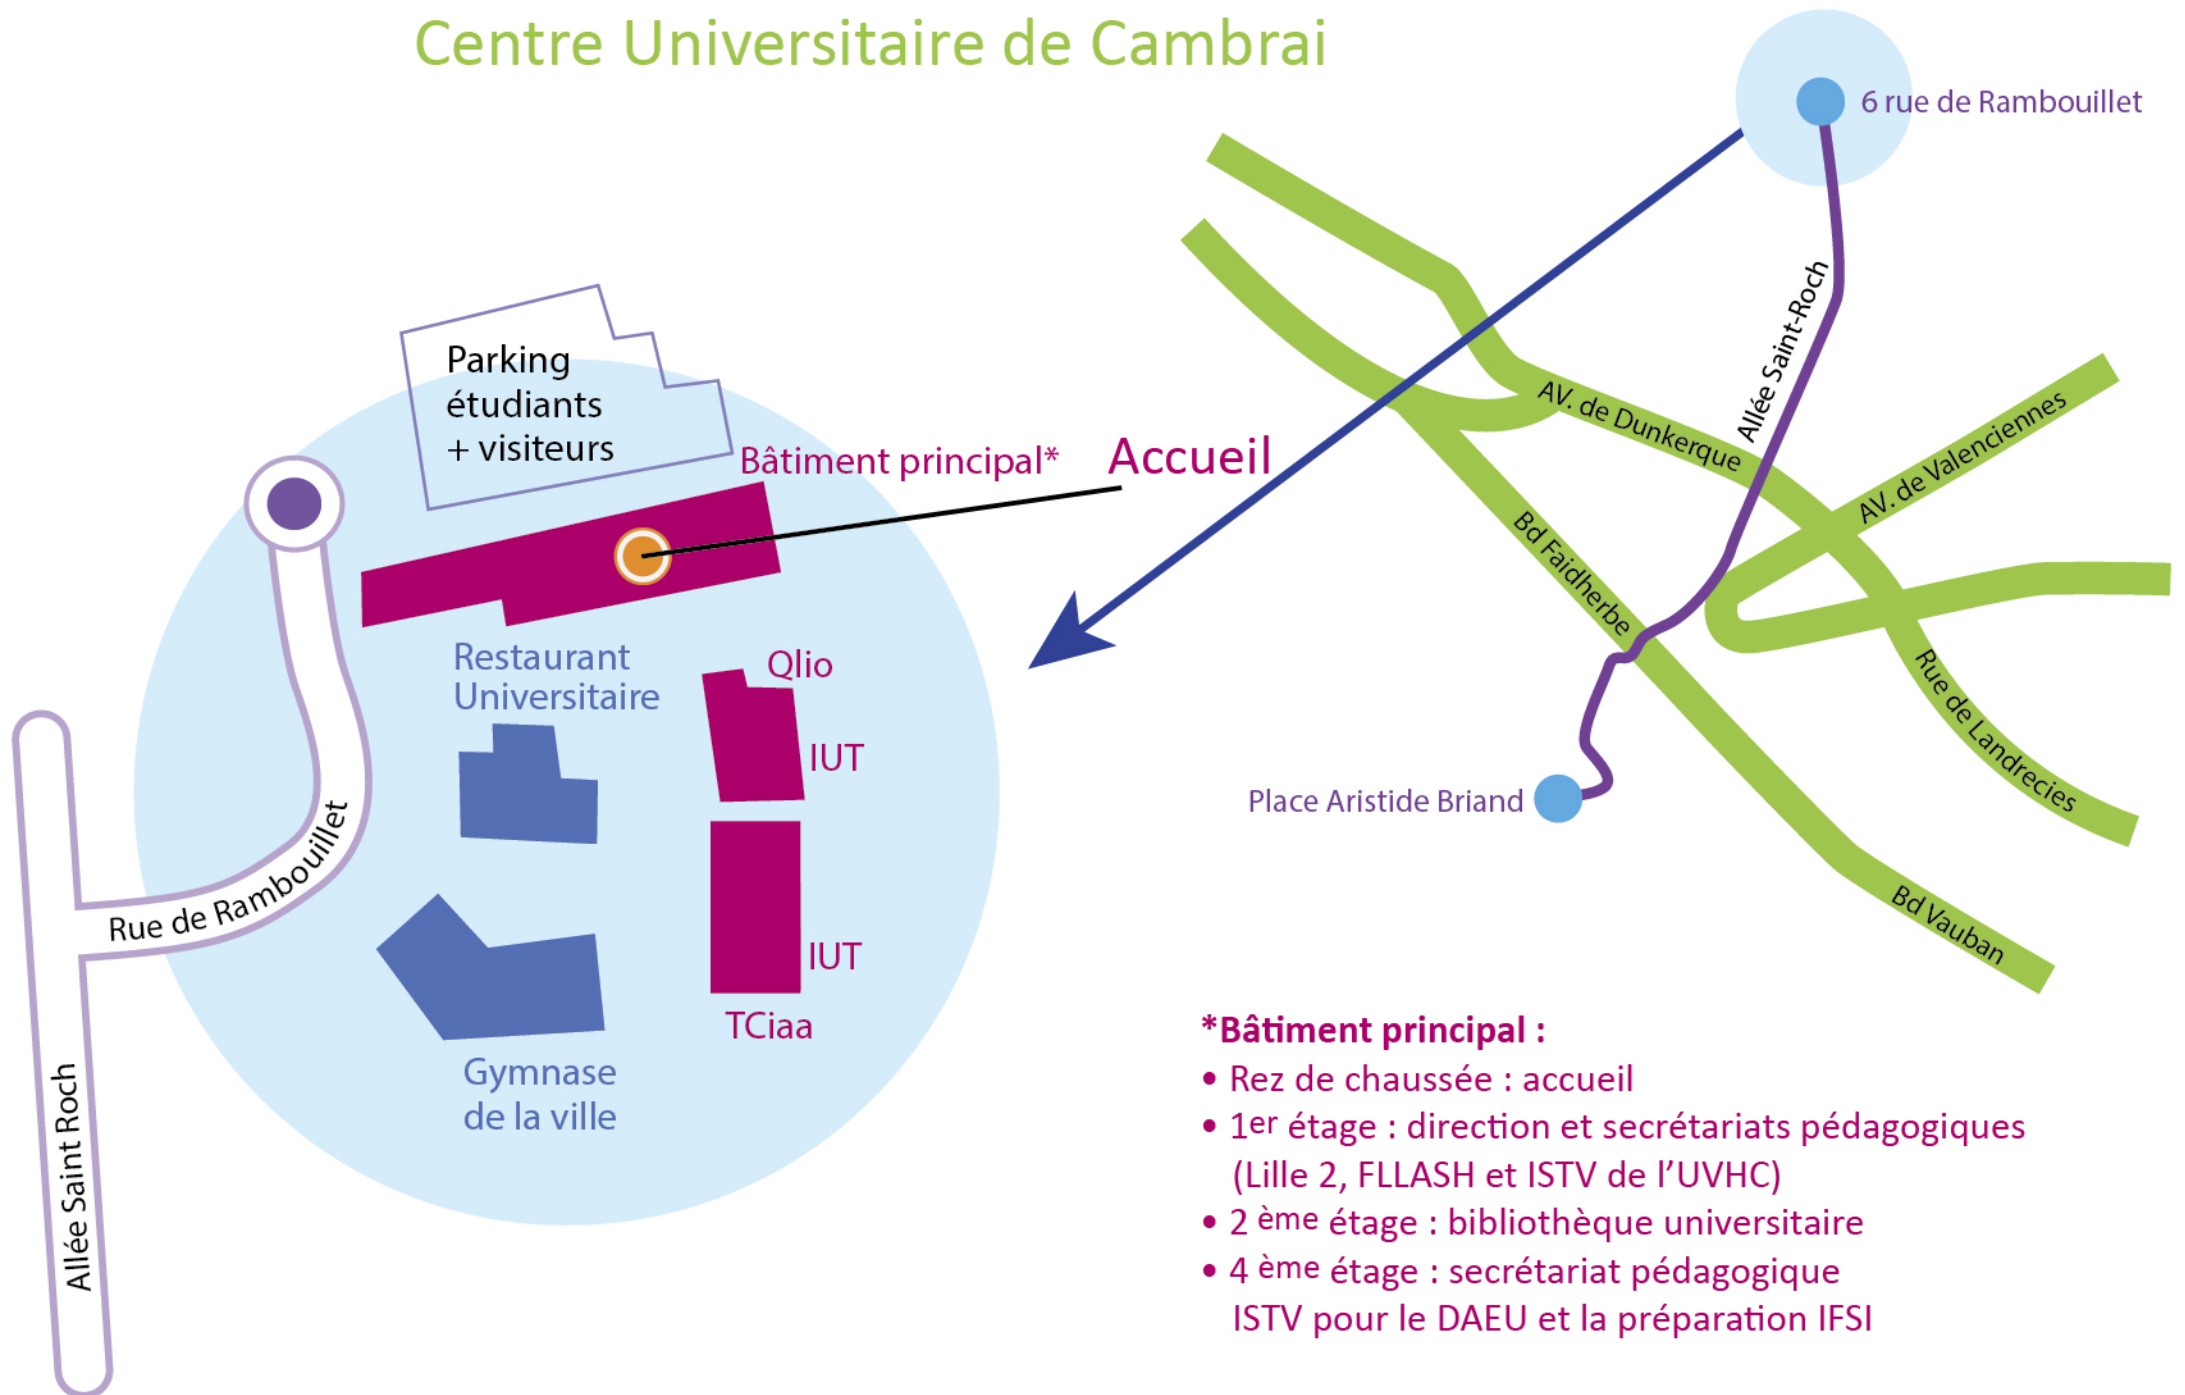 Centre Universitaire de Cambrai
6 rue de Rambouillet
Allée Saint-Roch
AV. de Dunkerque
AV. de Valenciennes
Bd Faidherbe
Rue de Landrecies
Place Aristide Briand
Bd Vauban
Parking
étudiants
+ visiteurs
Bâtiment principal*
Accueil
Restaurant
Universitaire
Qlio
IUT
Rue de Rambouillet
IUT
TCiaa
Gymnase
de la ville
Allée Saint Roch
*Bâtiment principal :
• Rez de chaussée : accueil
• 1er étage : direction et secrétariats pédagogiques
(Lille 2, FLLASH et ISTV de l’UVHC)
• 2 ème étage : bibliothèque universitaire
• 4 ème étage : secrétariat pédagogique
ISTV pour le DAEU et la préparation IFSI